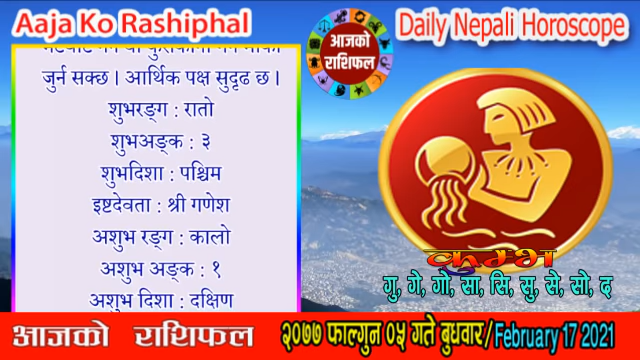 Aaja Ko Rashiphal
Daily Nepali Horoscope
आजको
राशिफल
जुर्न सक्छ । आर्थिक पक्ष सुदृढ छ ।
शुभरङ्ग : रातो
शुभअङ्क : ३
शुभदिशा : पश्चिम
इष्टदेवता : श्री गणेश
अशुभ रङ्ग : कालो
अशुभ अङ्क : १
अशुभ दिशा : दक्षिण
कुम्भ
गु, गे, गो, सा, सि, सु, से, सो, द
आजको राशिफल
२०७७ फाल्गुन ०५ गते बुधवार/February 17 2021